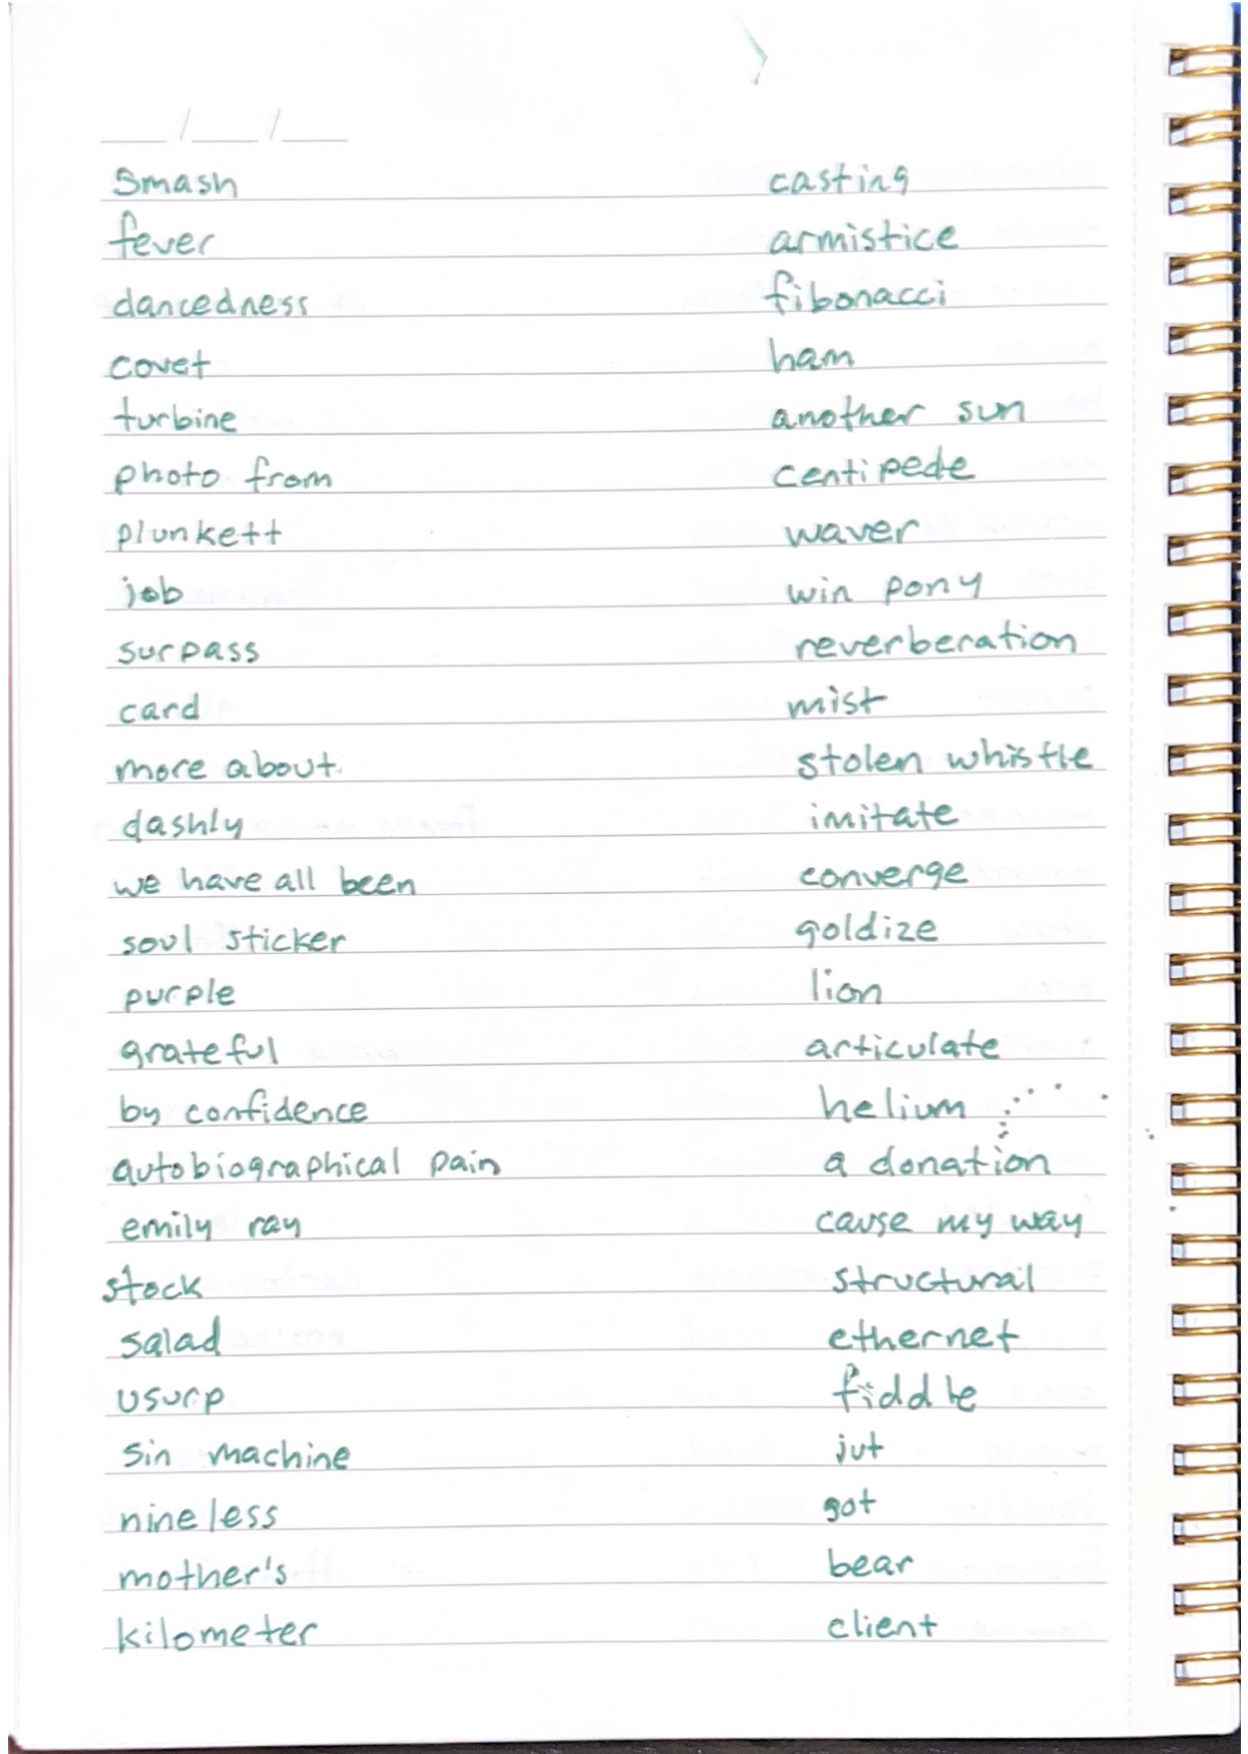 __/__/__
Smash casting
fever armistice
dancedness fibonacci
covet ham
turbine another sun
photo from centipede
plunkett waver
job win pony
surpass reverberation
card mist
more about. stolen whistle
dashly imitate
we have all been converge
soul sticker goldize
purple lion
grateful articulate
by confidence helium
autobiographical pain a donation
emily ray cause my way
stock structural
salad ethernet
usurp fiddle
sin machine jut
nineless got
mother's bear
kilometer client